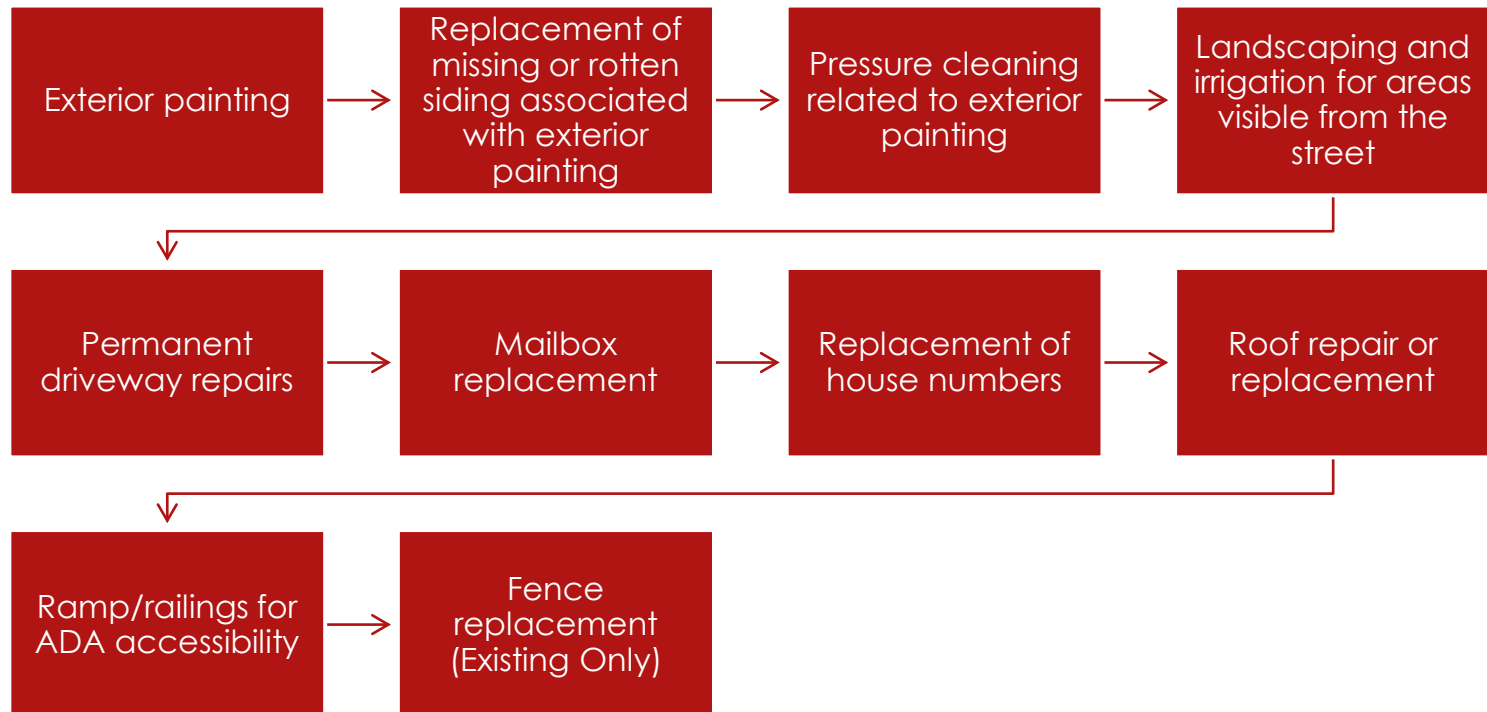 Exterior painting
Replacement of
missing or rotten
siding associated
with exterior
painting
Pressure cleaning
related to exterior
painting
Landscaping and
irrigation for areas
visible from the
street
Permanent
driveway repairs
Mailbox
replacement
Replacement of
house numbers
Roof repair or
replacement
Ramp/railings for
ADA accessibility
Fence
replacement
(Existing Only)